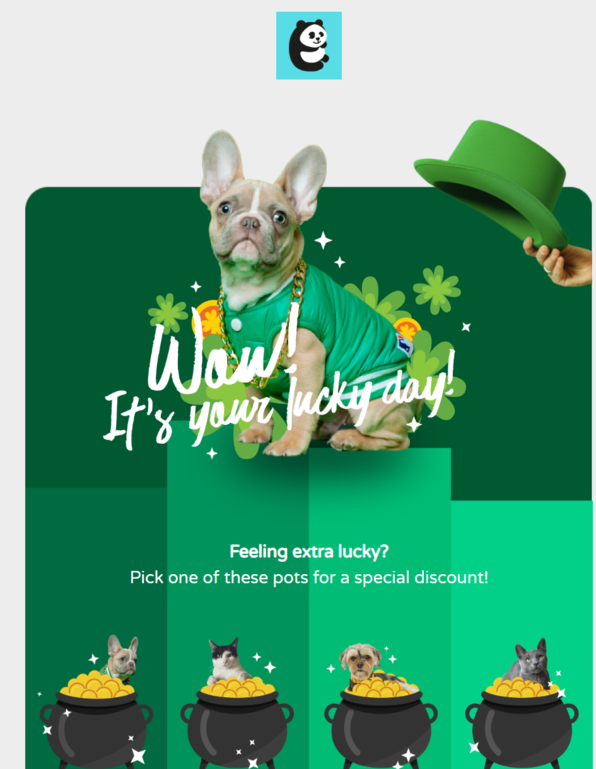 Wow!
It's your lucky day!
Feeling extra lucky?
Pick one of these pots for a special discount!